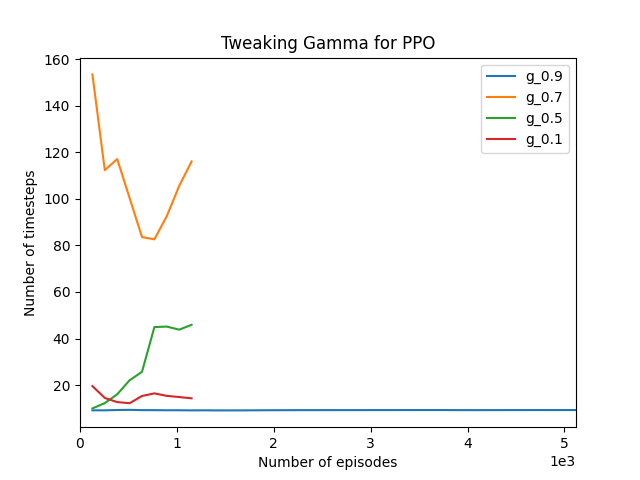 Tweaking Gamma for PPO
160
140
120
100
80
60
40
20
Number of timesteps
g_0.9
g_0.7
g_0.5
g_0.1
0 1 2 3 4 5
1e3
Number of episodes